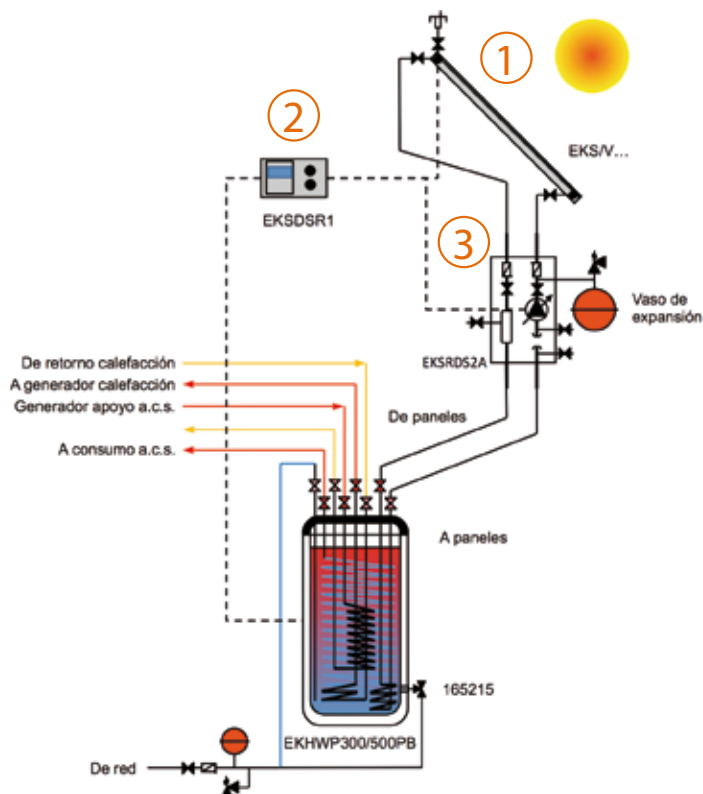 1
2
EKS/V...
EKSDSR1
3
Vaso de
expansión
De retorno calefacción
EKSRDS2A
A generador calefacción
Generador apoyo a.c.s.
De paneles
A consumo a.c.s.
A paneles
165215
EKHWP300/500PB
De red